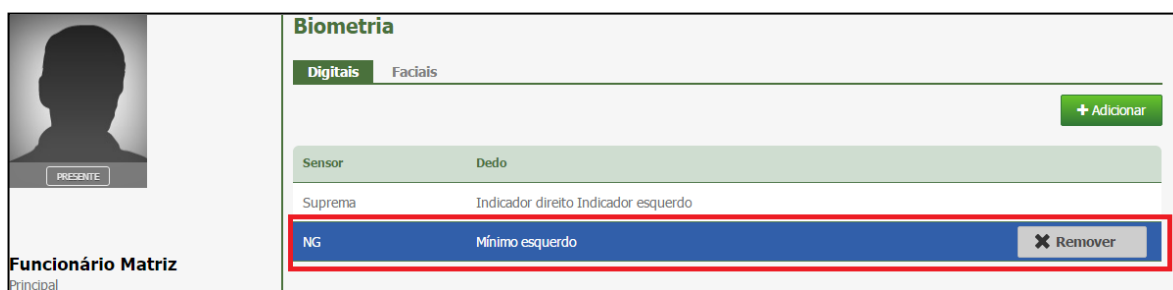 PRESENTE
Funcionário Matriz
Principal
Biometria
Digitais Faciais
+ Adicionar
Sensor Dedo
Suprema Indicador direito Indicador esquerdo
NG Mínimo esquerdo Remover